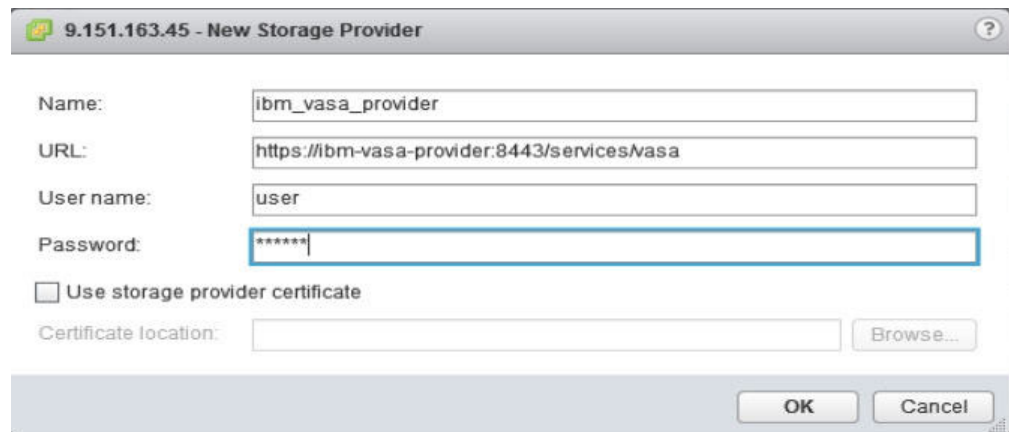 9.151.163.45 - New Storage Provider ?
Name: ibm_vasa_provider
URL: https://ibm-vasa-provider:8443/services/vasa
User name: user
Password: ******
Use storage provider certificate
Certificate location: Browse...
OK Cancel